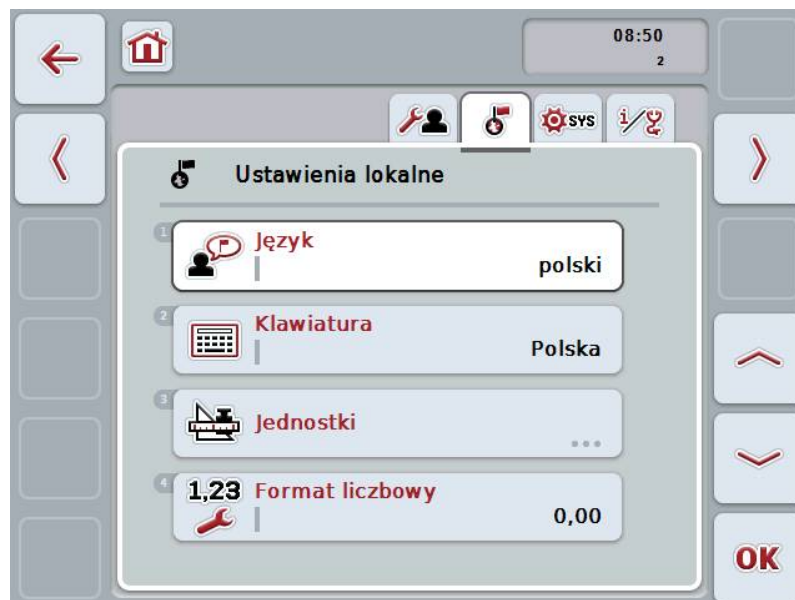 08:50
2
SYS
i/
Ustawienia lokalne
1
Język
polski
2
Klawiatura
Polska
3
Jednostki
...
4
1,23
Format liczbowy
0,00
OK